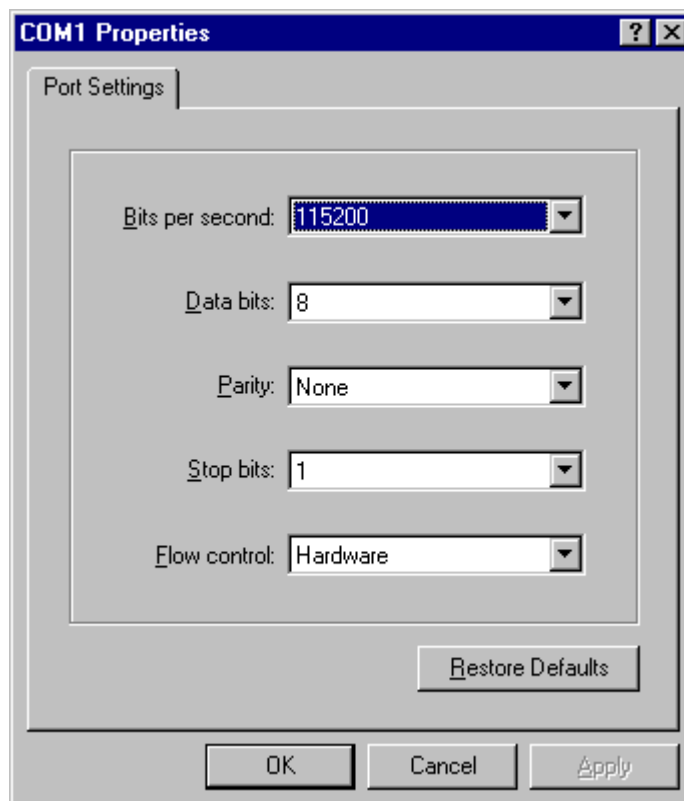 COM1 Properties
Port Settings
Bits per second: 115200
Data bits: 8
Parity: None
Stop bits: 1
Flow control: Hardware
Restore Defaults
OK Cancel Apply